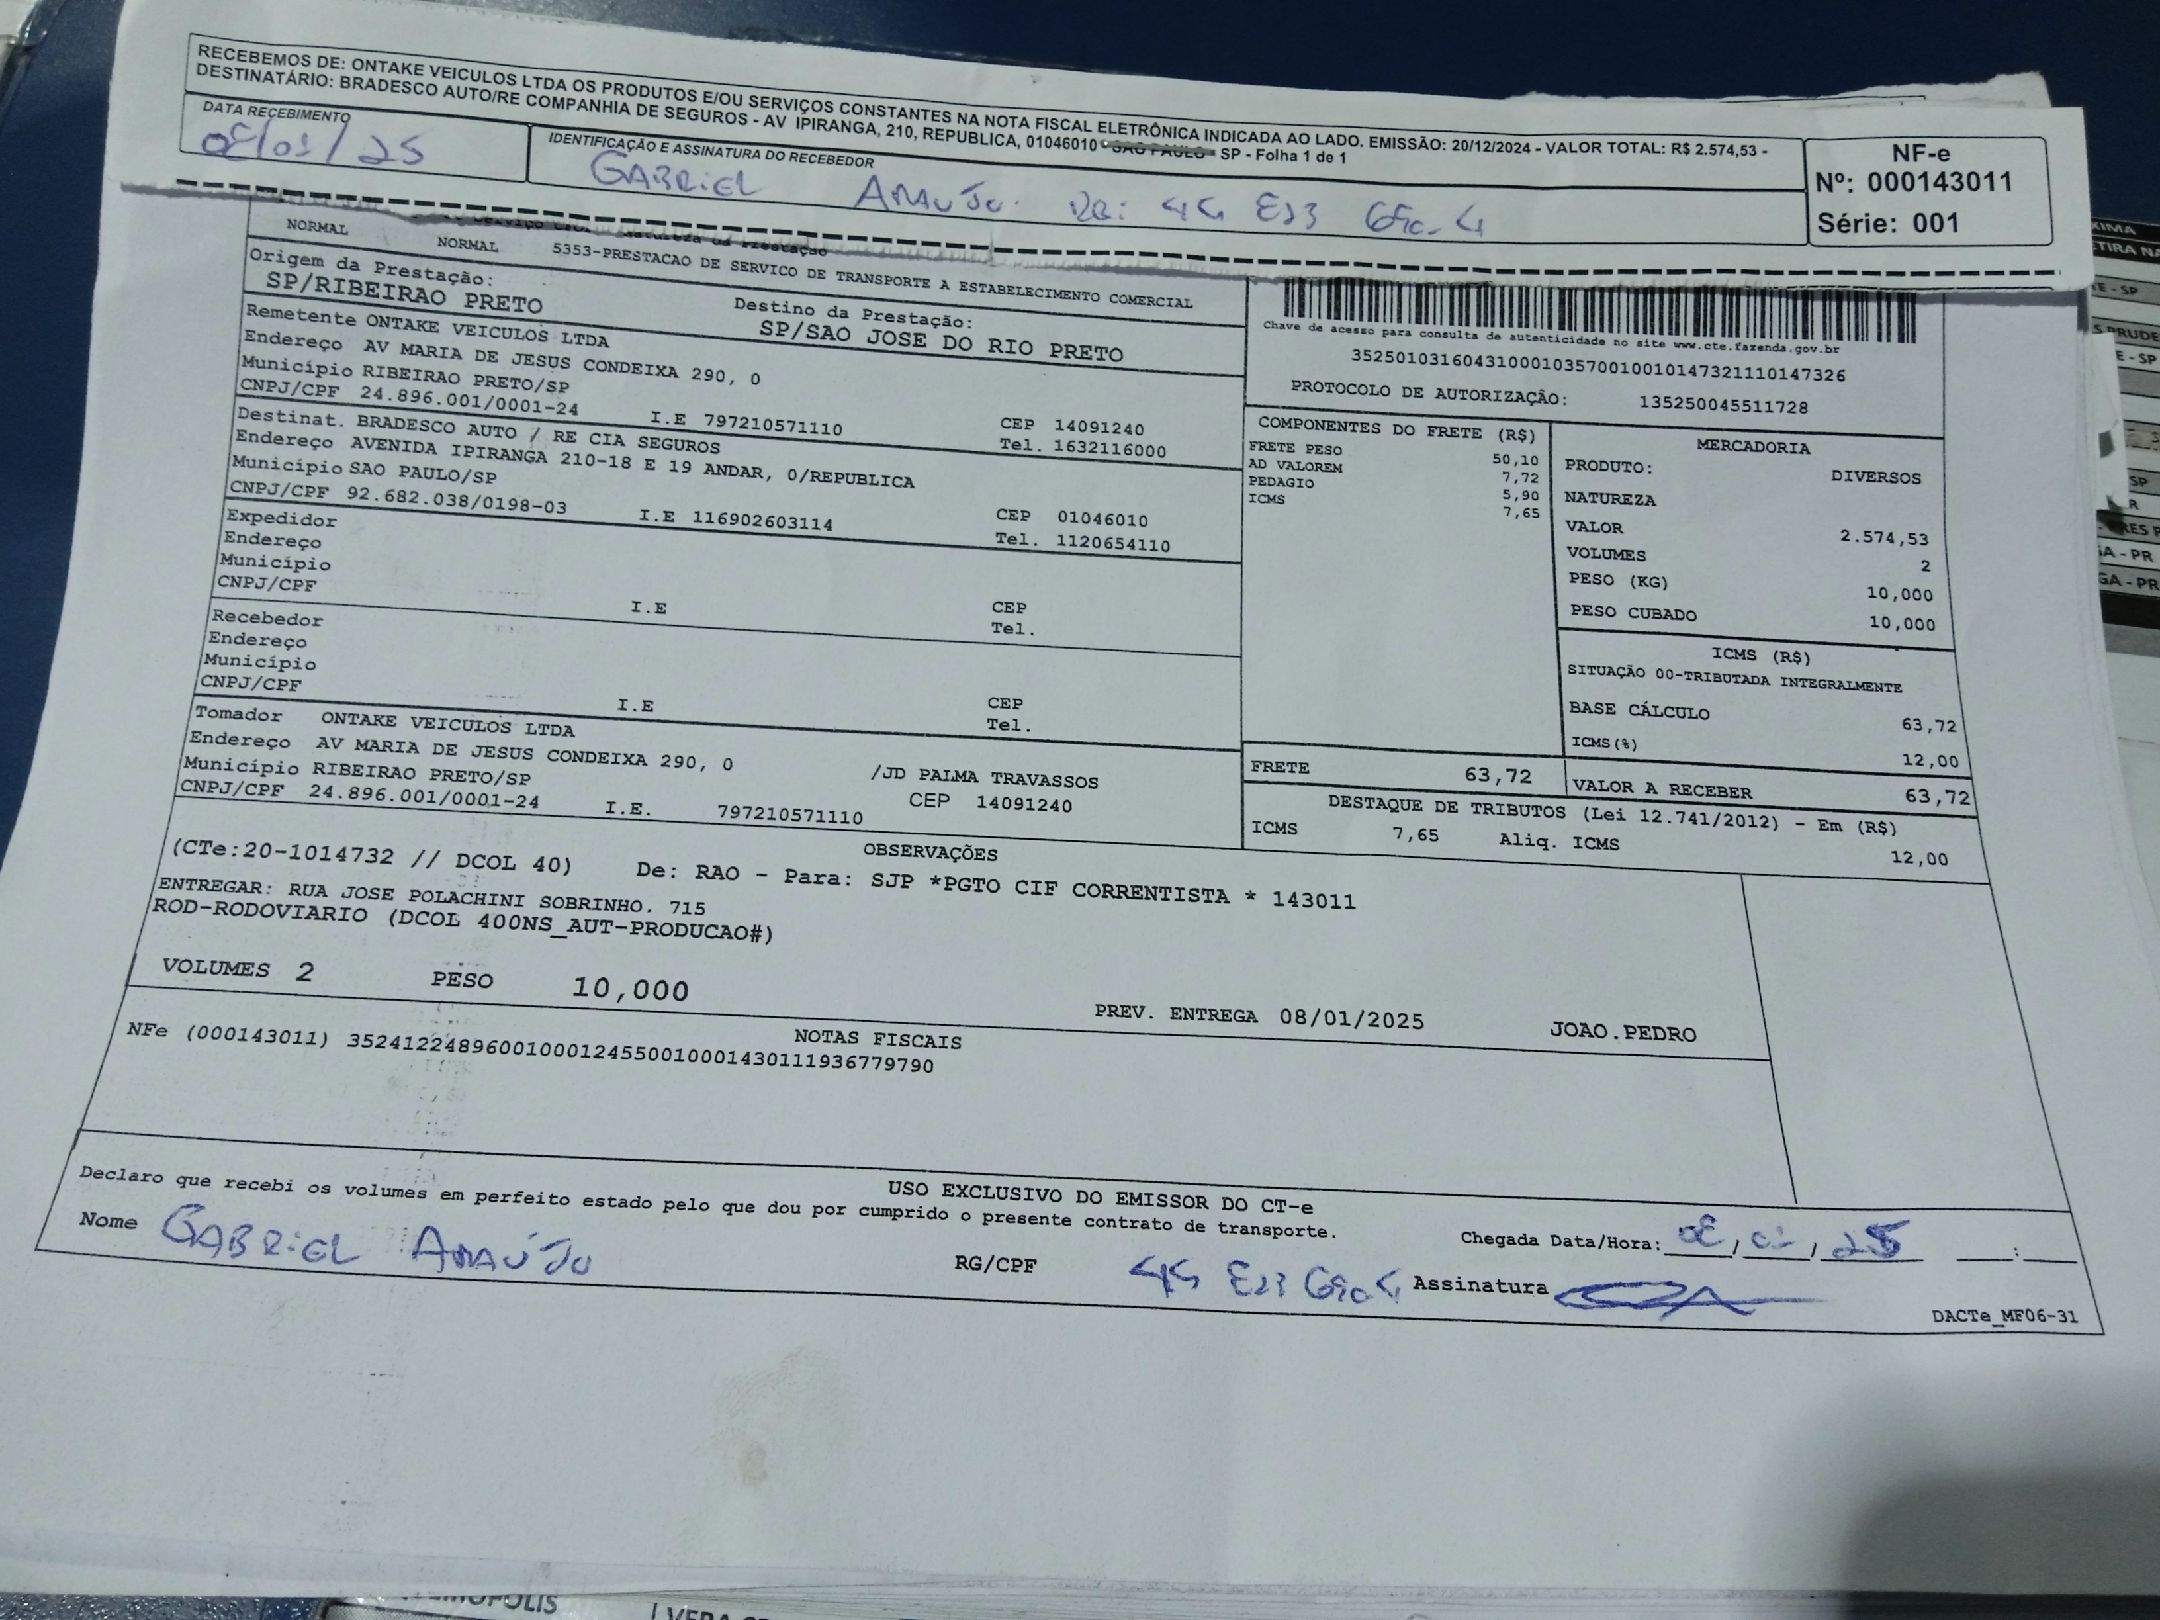 RECEBEMOS DE: ONTAKE VEICULOS LTDA OS PRODUTOS E/OU SERVIÇOS CONSTANTES NA NOTA FISCAL ELETRÔNICA INDICADA AO LADO. EMISSÃO: 20/12/2024 - VALOR TOTAL: R$ 2.574,53 -
DESTINATÁRIO: BRADESCO AUTO/RE COMPANHIA DE SEGUROS - AV IPIRANGA, 210, REPUBLICA, 01046010 - SAO PAULO - SP - Folha 1 de 1
DATA RECEBIMENTO
08/01/25
IDENTIFICAÇÃO E ASSINATURA DO RECEBEDOR
GABRIEL ARAÚJO
NF-e
Nº: 000143011
Série: 001
NORMAL NORMAL 5353-PRESTACAO DE SERVICO DE TRANSPORTE A ESTABELECIMENTO COMERCIAL
Origem da Prestação: Destino da Prestação:
SP/RIBEIRAO PRETO SP/SAO JOSE DO RIO PRETO
Remetente ONTAKE VEICULOS LTDA
Endereço AV MARIA DE JESUS CONDEIXA 290, 0
Município RIBEIRAO PRETO/SP CEP 14091240
CNPJ/CPF 24.896.001/0001-24 I.E 797210571110 Tel. 1632116000
Destinat. BRADESCO AUTO / RE CIA SEGUROS
Endereço AVENIDA IPIRANGA 210-18 E 19 ANDAR, 0/REPUBLICA
Município SAO PAULO/SP CEP 01046010
CNPJ/CPF 92.682.038/0198-03 I.E 116902603114 Tel. 1120654110
Expedidor
Endereço
Município CEP
CNPJ/CPF I.E Tel.
Recebedor
Endereço
Município CEP
CNPJ/CPF I.E Tel.
Tomador ONTAKE VEICULOS LTDA
Endereço AV MARIA DE JESUS CONDEIXA 290, 0 /JD PALMA TRAVASSOS
Município RIBEIRAO PRETO/SP CEP 14091240
CNPJ/CPF 24.896.001/0001-24 I.E. 797210571110
Chave de acesso para consulta de autenticidade no site www.cte.fazenda.gov.br
35250103160431000103570010010147321110147326
PROTOCOLO DE AUTORIZAÇÃO: 135250045511728
COMPONENTES DO FRETE (R$)
FRETE PESO 50,10
AD VALOREM 7,72
PEDAGIO 5,90
ICMS 7,65
MERCADORIA
PRODUTO: DIVERSOS
NATUREZA
VALOR 2.574,53
VOLUMES 2
PESO (KG) 10,000
PESO CUBADO 10,000
ICMS (R$)
SITUAÇÃO 00-TRIBUTADA INTEGRALMENTE
BASE CÁLCULO 63,72
ICMS(%) 12,00
FRETE 63,72 VALOR A RECEBER 63,72
DESTAQUE DE TRIBUTOS (Lei 12.741/2012) - Em (R$)
ICMS 7,65 Aliq. ICMS 12,00
OBSERVAÇÕES
(CTe:20-1014732 // DCOL 40) De: RAO - Para: SJP *PGTO CIF CORRENTISTA * 143011
ENTREGAR: RUA JOSE POLACHINI SOBRINHO. 715
ROD-RODOVIARIO (DCOL 400NS_AUT-PRODUCAO#)
VOLUMES 2 PESO 10,000 PREV. ENTREGA 08/01/2025 JOAO.PEDRO
NOTAS FISCAIS
NFe (000143011) 35241224896001000124550010001430111936779790
USO EXCLUSIVO DO EMISSOR DO CT-e
Declaro que recebi os volumes em perfeito estado pelo que dou por cumprido o presente contrato de transporte.
Nome GABRIEL ARAÚJO RG/CPF Chegada Data/Hora: 08/01/25 :
Assinatura
DACTe_MF06-31